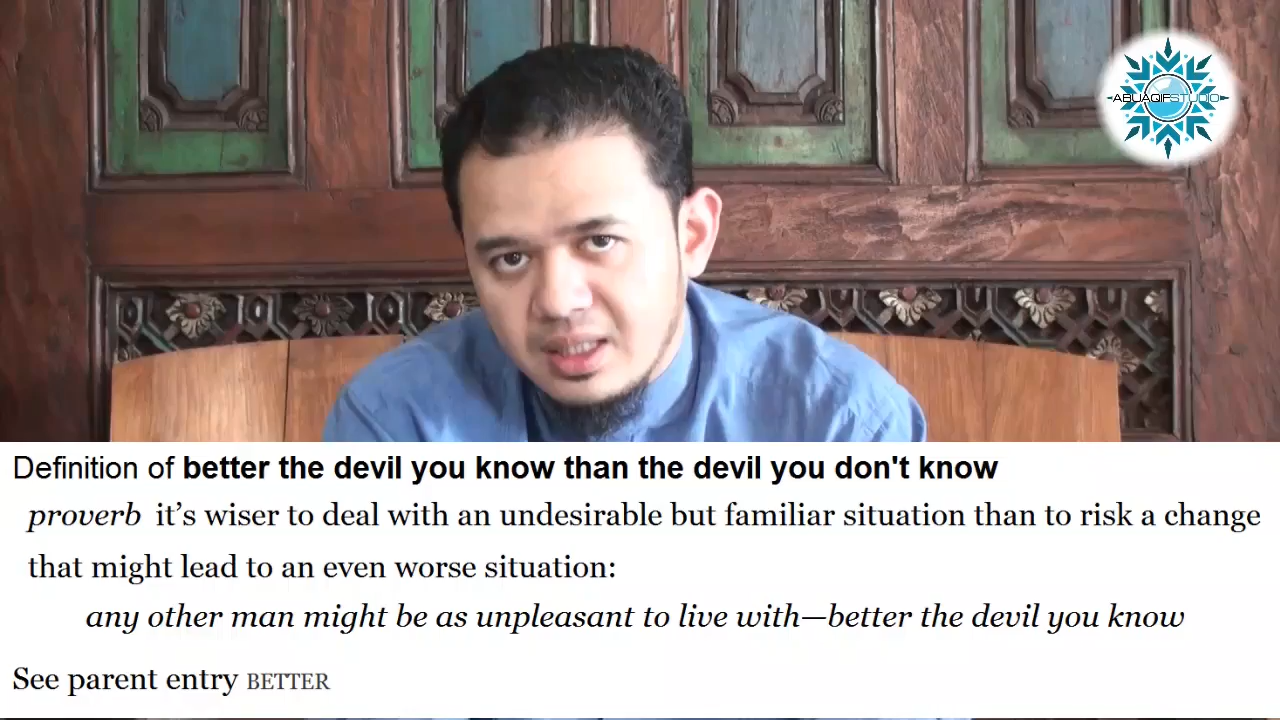 ABUAQIFSTUDIO
Definition of better the devil you know than the devil you don't know
proverb it’s wiser to deal with an undesirable but familiar situation than to risk a change
that might lead to an even worse situation:
any other man might be as unpleasant to live with—better the devil you know
See parent entry BETTER